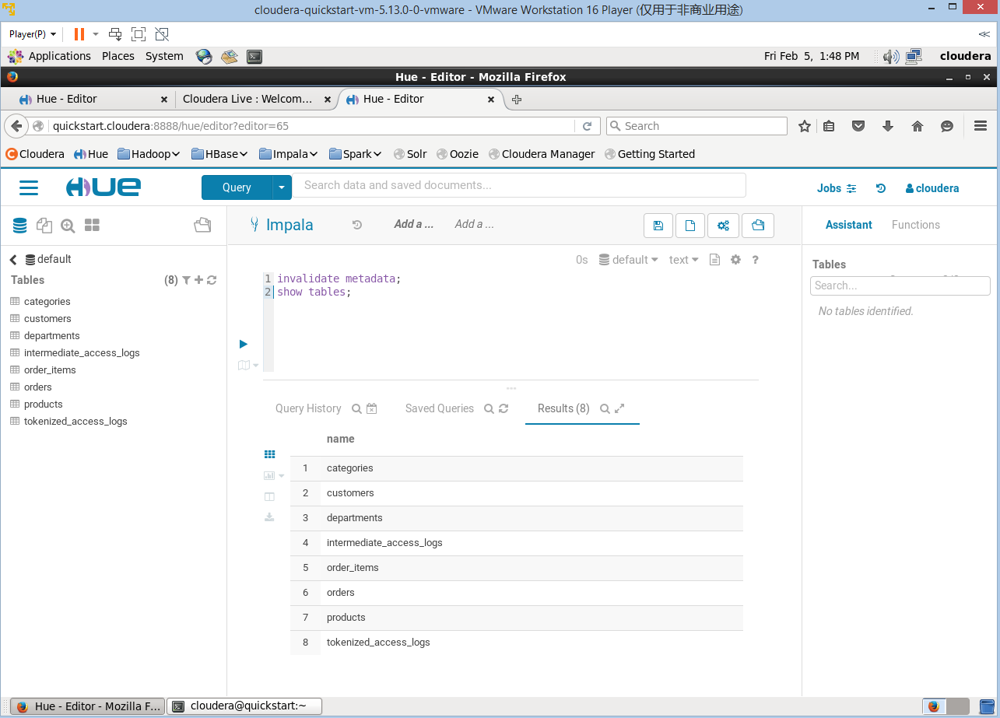 cloudera-quickstart-vm-5.13.0-0-vmware - VMware Workstation 16 Player (仅用于非商业用途)
Player(P)
Applications Places System Fri Feb 5, 1:48 PM cloudera
Hue - Editor - Mozilla Firefox
Hue - Editor Cloudera Live : Welcom... Hue - Editor
quickstart.cloudera:8888/hue/editor?editor=65 Search
Cloudera Hue Hadoop HBase Impala Spark Solr Oozie Cloudera Manager Getting Started
HUE Query Search data and saved documents... Jobs cloudera
Impala Add a ... Add a ... Assistant Functions
default
Tables (8)
categories
customers
departments
intermediate_access_logs
order_items
orders
products
tokenized_access_logs
0s default text ?
1 invalidate metadata;
2 show tables;
Query History Saved Queries Results (8)
name
1 categories
2 customers
3 departments
4 intermediate_access_logs
5 order_items
6 orders
7 products
8 tokenized_access_logs
Tables
Search...
No tables identified.
Hue - Editor - Mozilla F... cloudera@quickstart:~